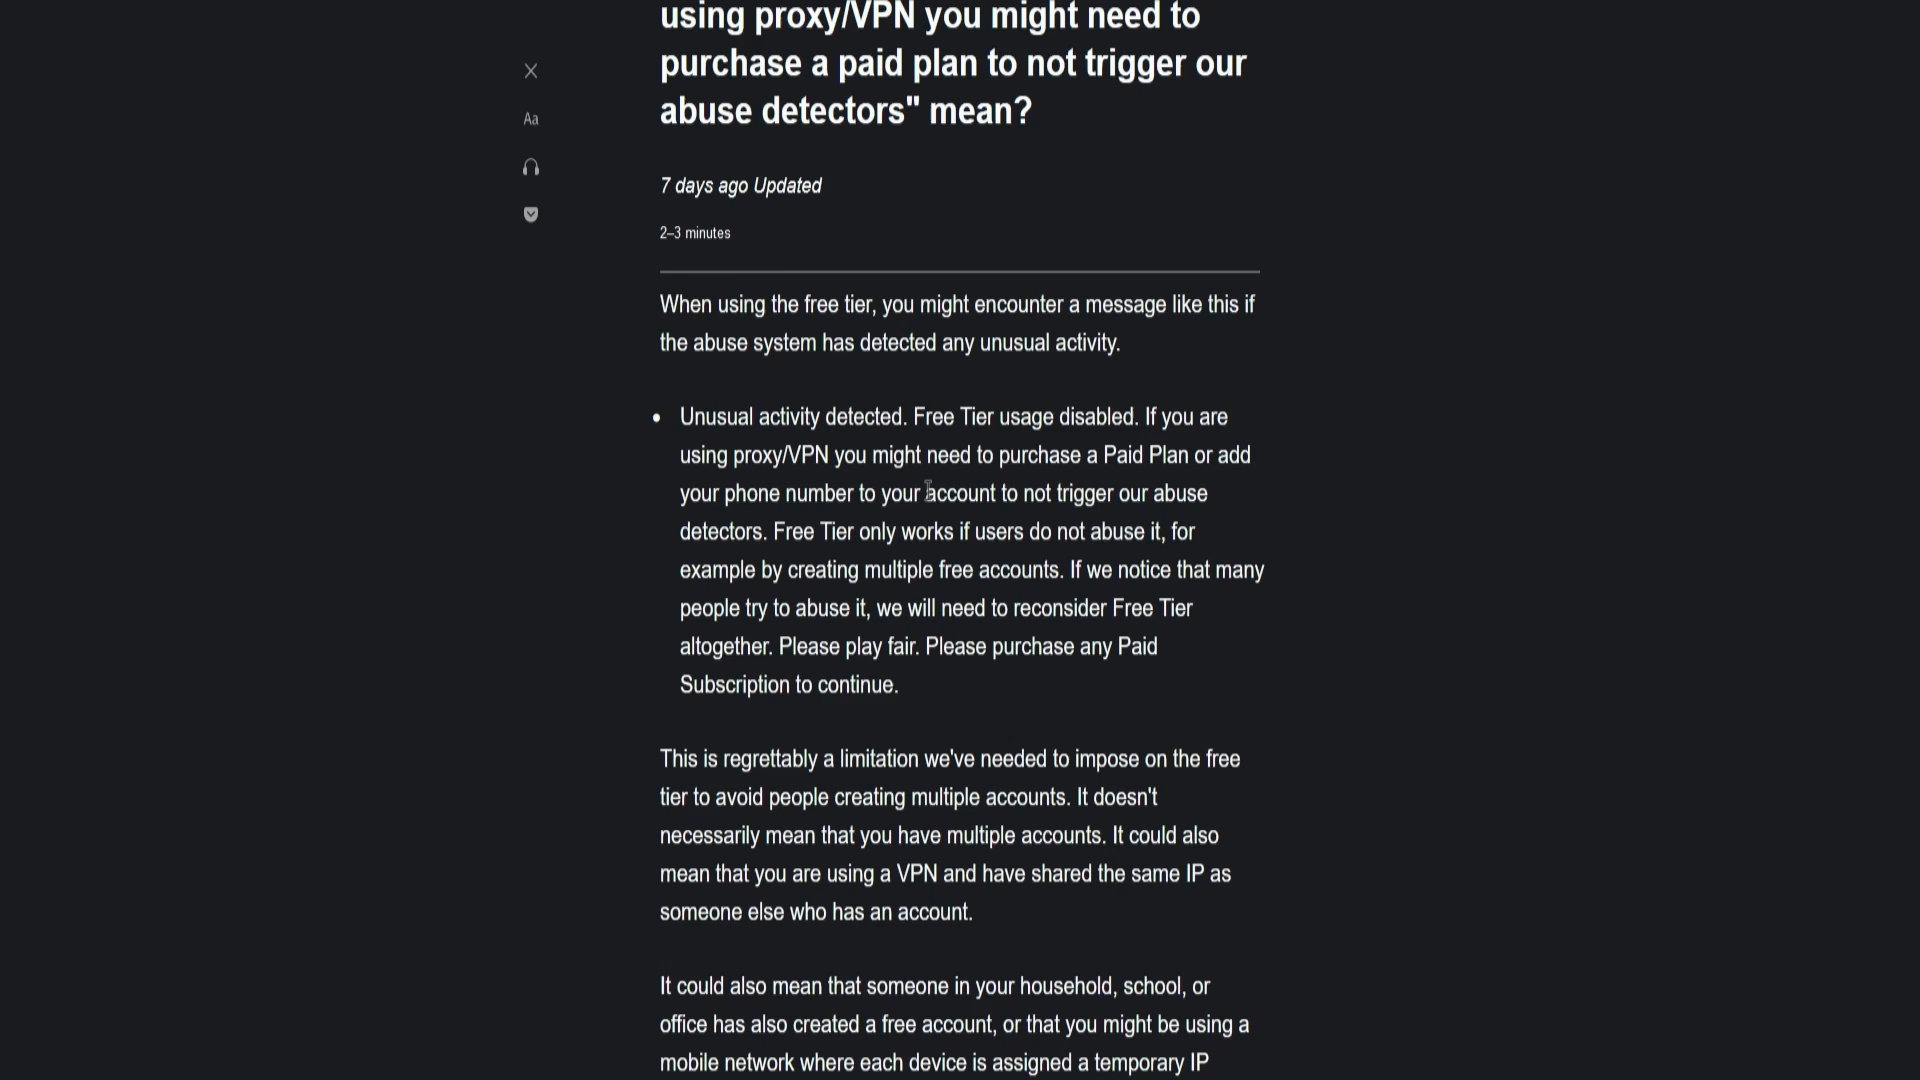 using proxy/VPN you might need to
purchase a paid plan to not trigger our
abuse detectors" mean?
Aa
7 days ago Updated
2–3 minutes
When using the free tier, you might encounter a message like this if
the abuse system has detected any unusual activity.
• Unusual activity detected. Free Tier usage disabled. If you are
using proxy/VPN you might need to purchase a Paid Plan or add
your phone number to your account to not trigger our abuse
detectors. Free Tier only works if users do not abuse it, for
example by creating multiple free accounts. If we notice that many
people try to abuse it, we will need to reconsider Free Tier
altogether. Please play fair. Please purchase any Paid
Subscription to continue.
This is regrettably a limitation we've needed to impose on the free
tier to avoid people creating multiple accounts. It doesn't
necessarily mean that you have multiple accounts. It could also
mean that you are using a VPN and have shared the same IP as
someone else who has an account.
It could also mean that someone in your household, school, or
office has also created a free account, or that you might be using a
mobile network where each device is assigned a temporary IP